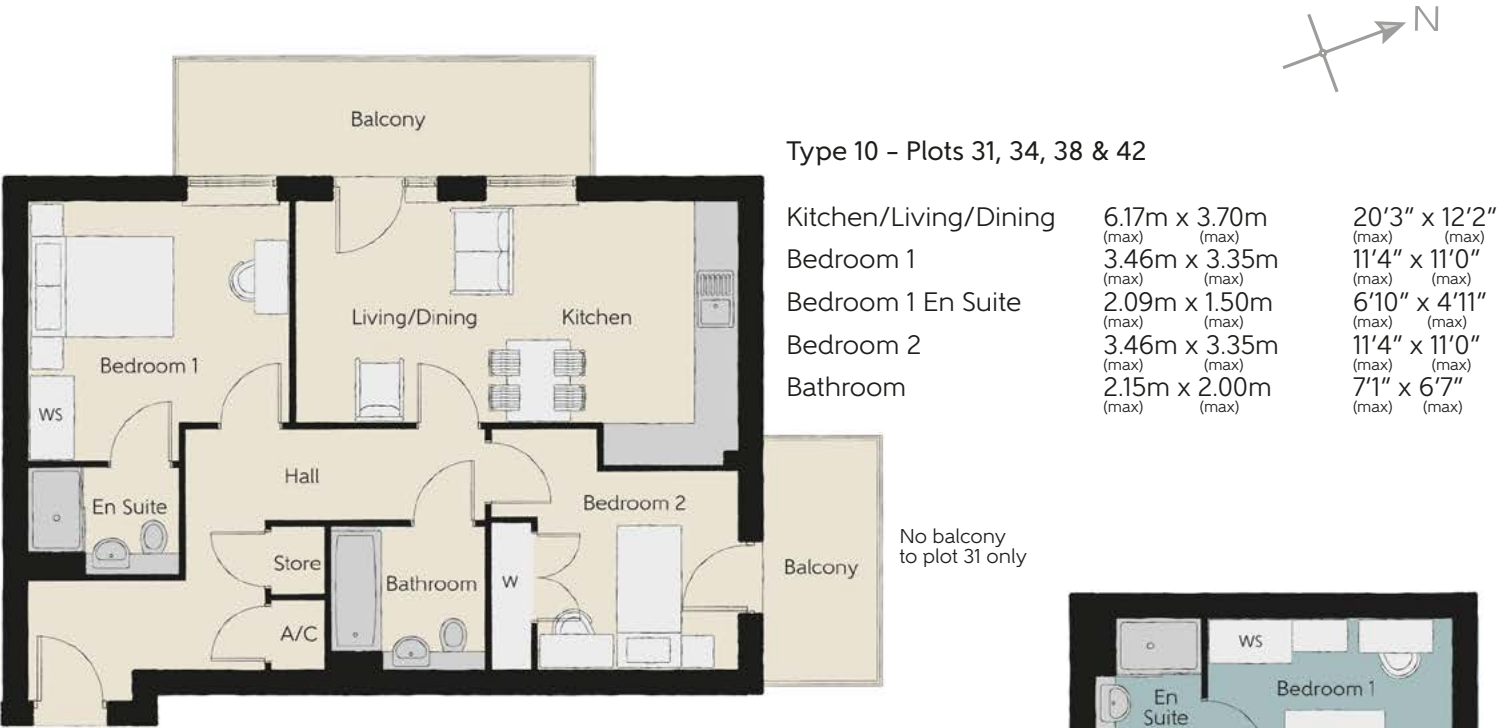 N
Balcony
Type 10 – Plots 31, 34, 38 & 42
Kitchen/Living/Dining 6.17m x 3.70m 20’3” x 12’2”
(max) (max) (max) (max)
Bedroom 1 3.46m x 3.35m 11’4” x 11’0”
(max) (max) (max) (max)
Bedroom 1 En Suite 2.09m x 1.50m 6’10” x 4’11”
(max) (max) (max) (max)
Bedroom 2 3.46m x 3.35m 11’4” x 11’0”
(max) (max) (max) (max)
Bathroom 2.15m x 2.00m 7’1” x 6’7”
(max) (max) (max) (max)
Living/Dining
Kitchen
Bedroom 1
WS
Hall
En Suite
Bedroom 2
Store
Bathroom
W
A/C
Balcony
No balcony
to plot 31 only
WS
Bedroom 1
En
Suite